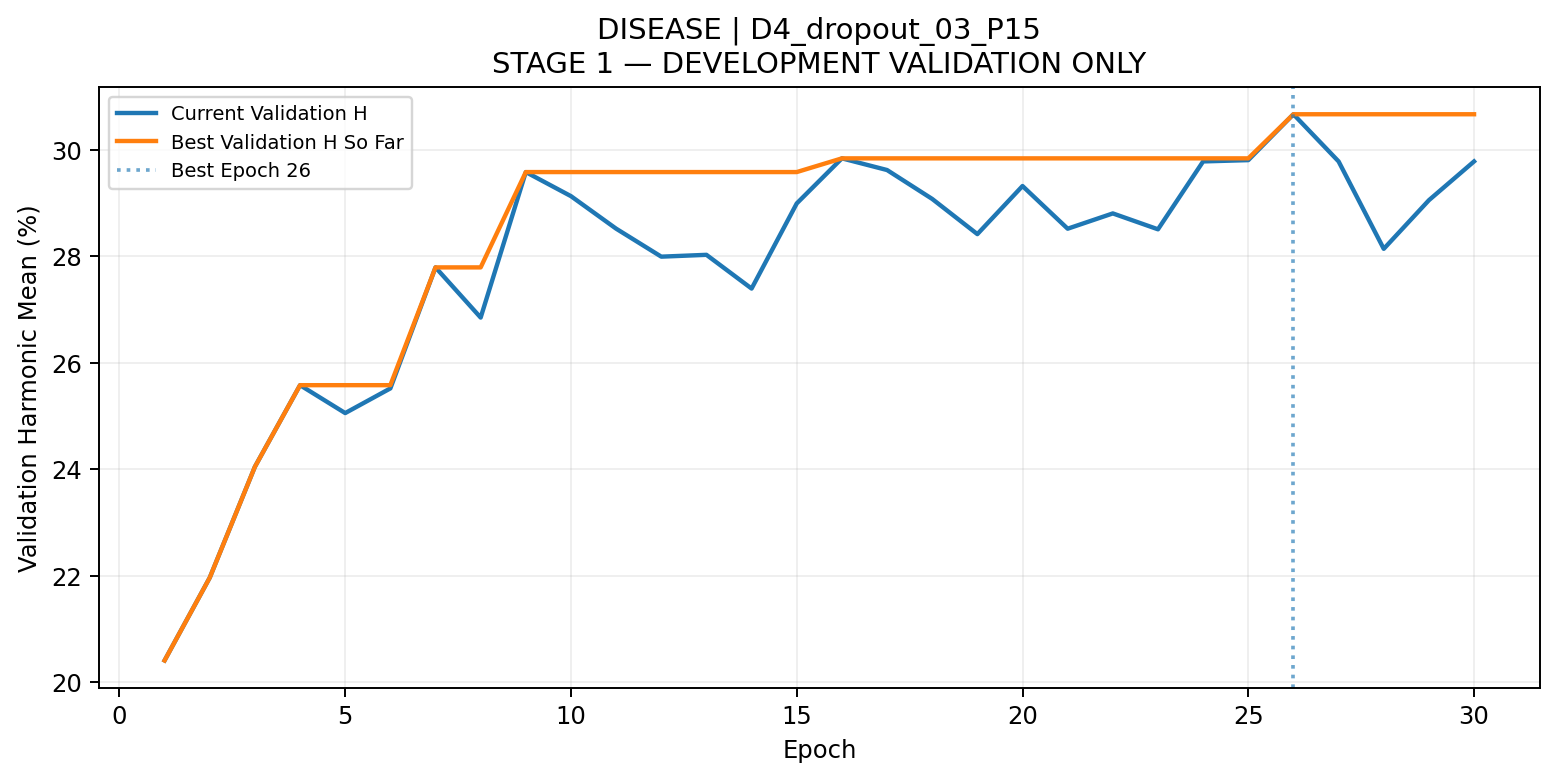 DISEASE | D4_dropout_03_P15
STAGE 1 — DEVELOPMENT VALIDATION ONLY
Current Validation H
Best Validation H So Far
Best Epoch 26
Validation Harmonic Mean (%)
30
28
26
24
22
20
0 5 10 15 20 25 30
Epoch